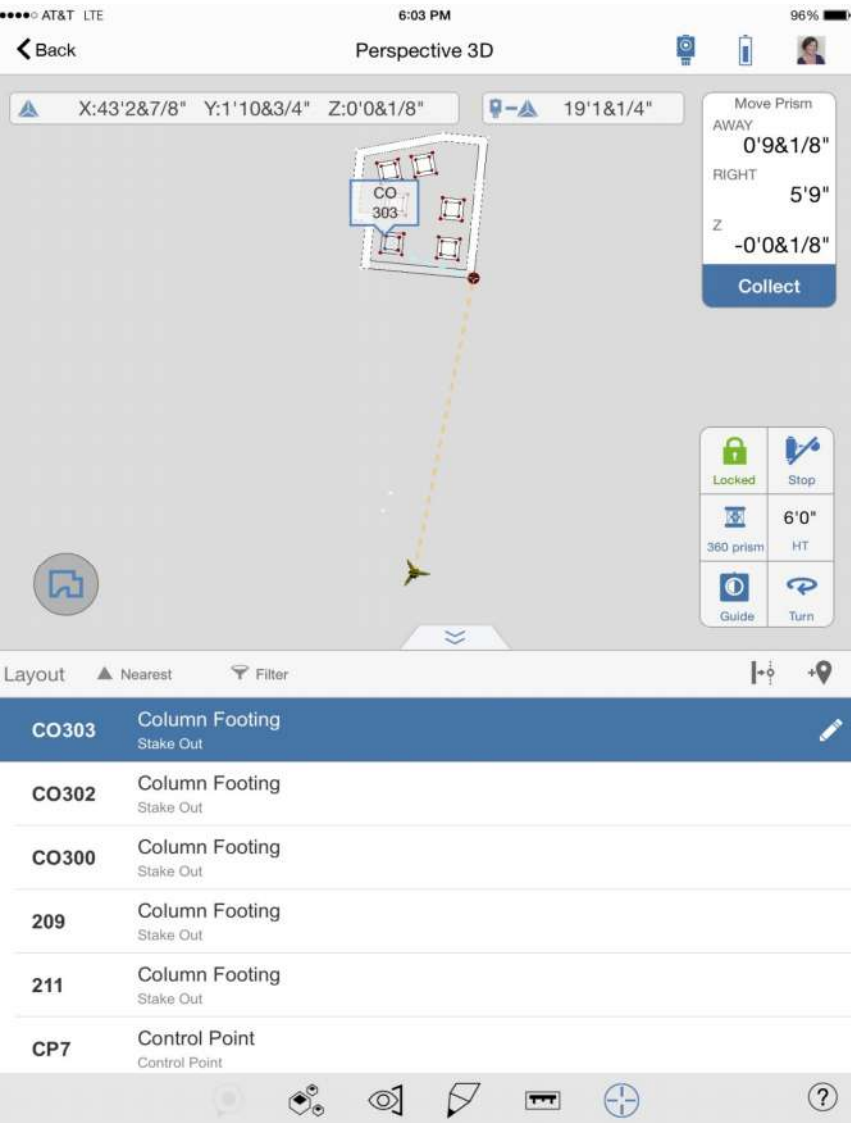 AT&T LTE 6:03 PM 96%
Back Perspective 3D
X:43'2&7/8" Y:1'10&3/4" Z:0'0&1/8" 19'1&1/4"
Move Prism
AWAY
0'9&1/8"
RIGHT
5'9"
Z
-0'0&1/8"
Collect
CO
303
Locked Stop
6'0"
360 prism HT
Guide Turn
Layout Nearest Filter
CO303 Column Footing
Stake Out
CO302 Column Footing
Stake Out
CO300 Column Footing
Stake Out
209 Column Footing
Stake Out
211 Column Footing
Stake Out
CP7 Control Point
Control Point
?